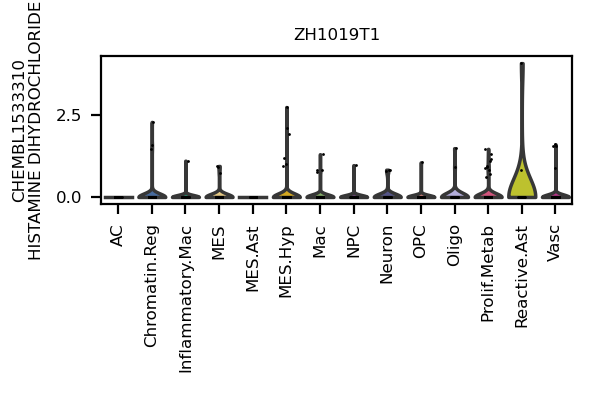 ZH1019T1
CHEMBL1533310
HISTAMINE DIHYDROCHLORIDE
2.5
0.0
AC
Chromatin.Reg
Inflammatory.Mac
MES
MES.Ast
MES.Hyp
Mac
NPC
Neuron
OPC
Oligo
Prolif.Metab
Reactive.Ast
Vasc